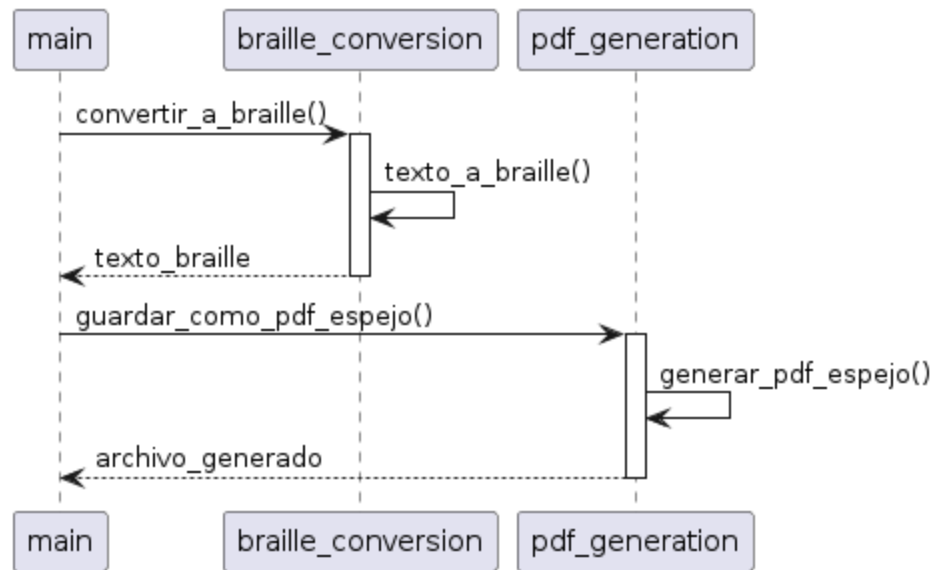 main braille_conversion pdf_generation
convertir_a_braille()
texto_a_braille()
texto_braille
guardar_como_pdf_espejo()
generar_pdf_espejo()
archivo_generado
main braille_conversion pdf_generation